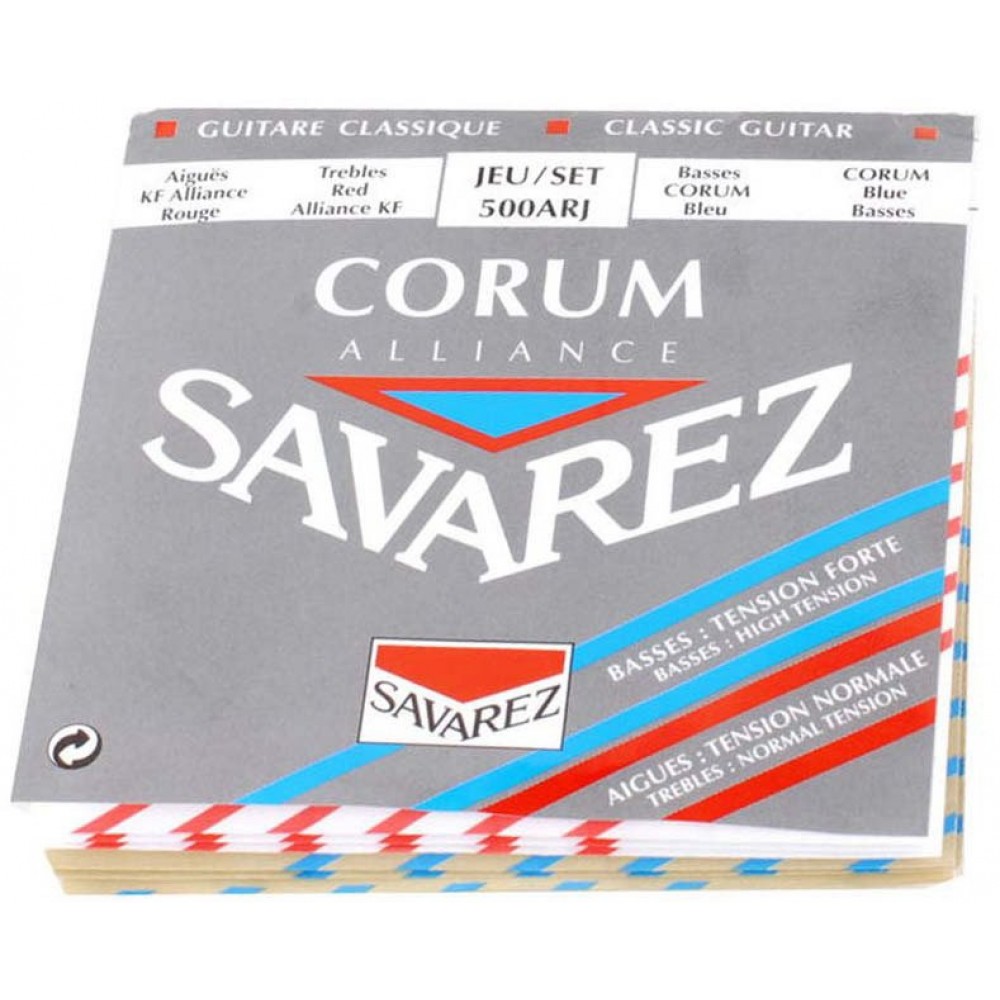 GUITARE CLASSIQUE
CLASSIC GUITAR
Aiguës
KF Alliance
Rouge
Trebles
Red
Alliance KF
JEU / SET
500ARJ
Basses
CORUM
Bleu
CORUM
Blue
Basses
CORUM
ALLIANCE
SAVAREZ
BASSES : TENSION FORTE
BASSES : HIGH TENSION
AIGUES : TENSION NORMALE
TREBLES : NORMAL TENSION
SAVAREZ